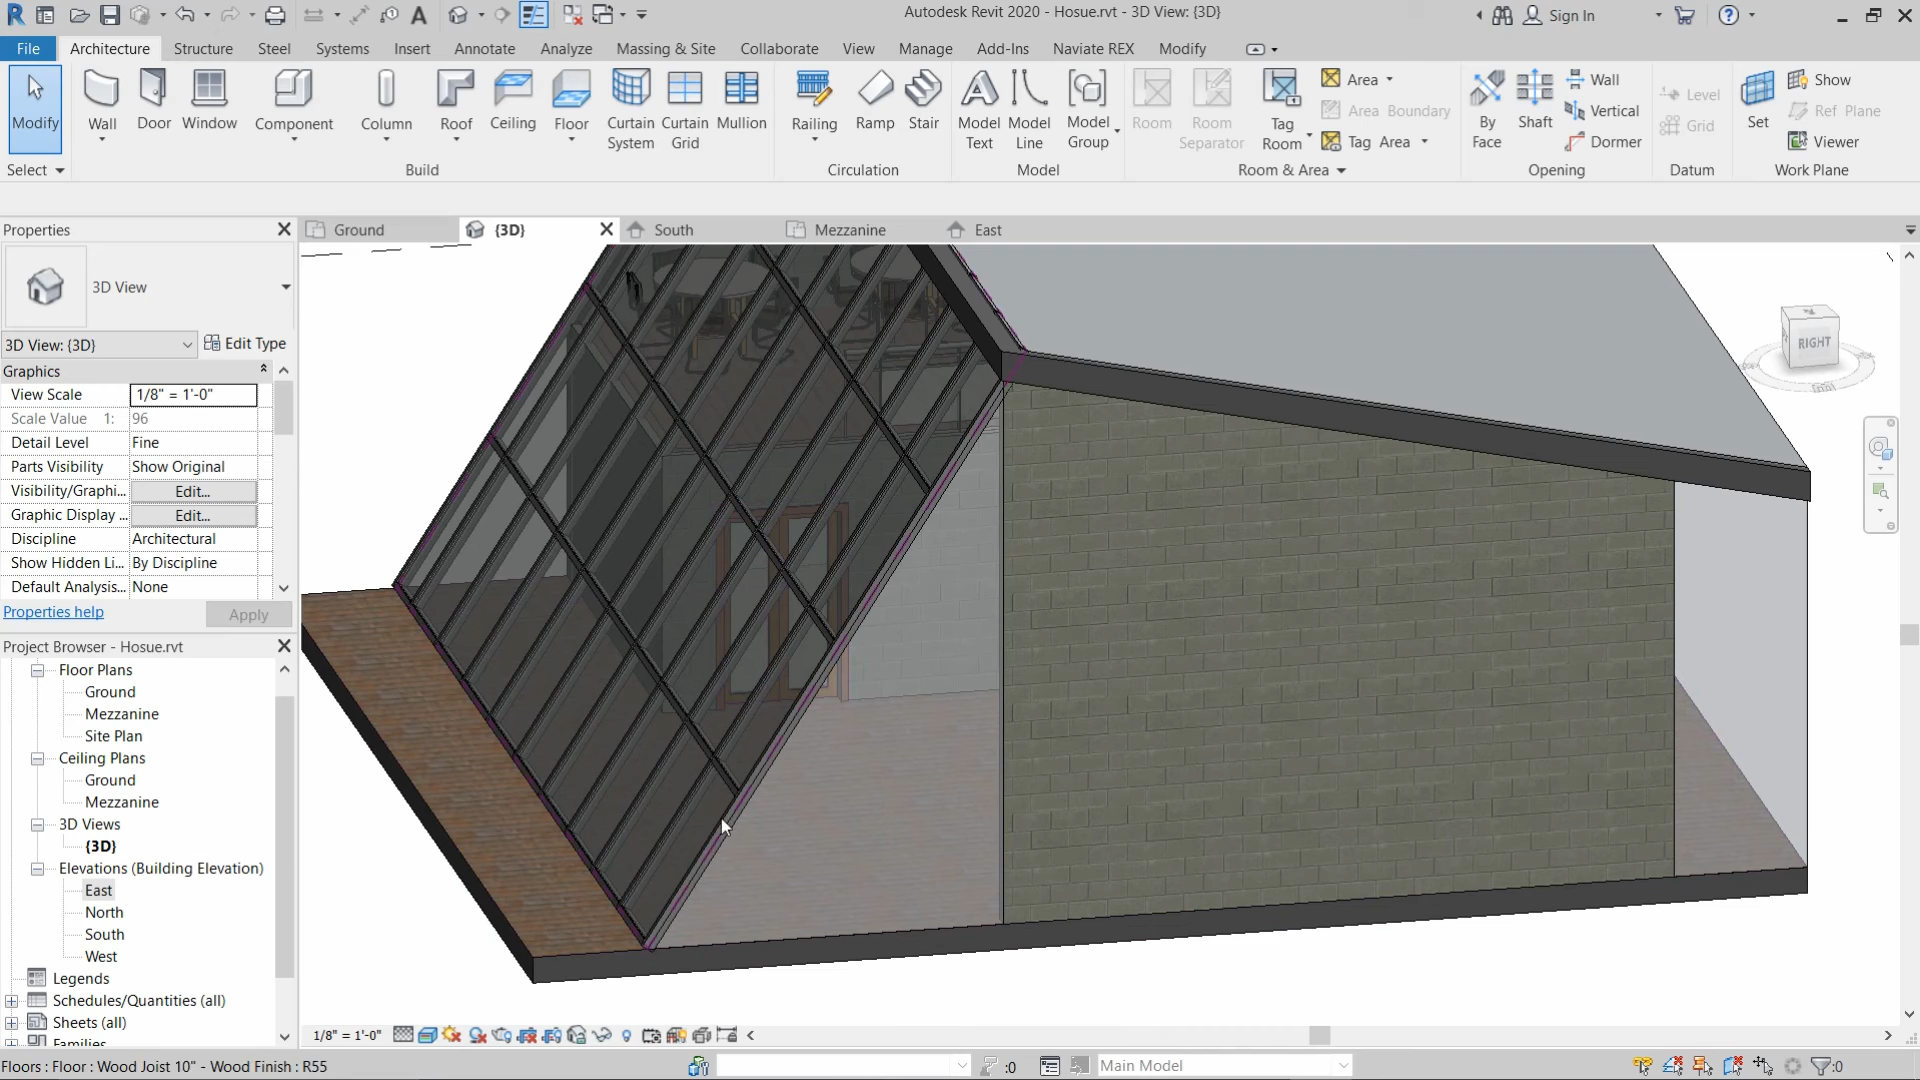 Autodesk Revit 2020 - Hosue.rvt - 3D View: {3D}
Sign In
File Architecture Structure Steel Systems Insert Annotate Analyze Massing & Site Collaborate View Manage Add-Ins Naviate REX Modify
Modify
Wall
Door
Window
Component
Column
Roof
Ceiling
Floor
Curtain System
Curtain Grid
Mullion
Railing
Ramp
Stair
Model Text
Model Line
Model Group
Room
Room Separator
Tag Room
Area
Area Boundary
Tag Area
By Face
Shaft
Wall
Vertical
Dormer
Level
Grid
Set
Show
Ref Plane
Viewer
Select
Build
Circulation
Model
Room & Area
Opening
Datum
Work Plane
Properties
Ground
{3D}
South
Mezzanine
East
3D View
3D View: {3D}
Edit Type
Graphics
View Scale 1/8" = 1'-0"
Scale Value 1: 96
Detail Level Fine
Parts Visibility Show Original
Visibility/Graphi... Edit...
Graphic Display ... Edit...
Discipline Architectural
Show Hidden Li... By Discipline
Default Analysis... None
Properties help
Apply
Project Browser - Hosue.rvt
Floor Plans
Ground
Mezzanine
Site Plan
Ceiling Plans
Ground
Mezzanine
3D Views
{3D}
Elevations (Building Elevation)
East
North
South
West
Legends
Schedules/Quantities (all)
Sheets (all)
Families
RIGHT
1/8" = 1'-0"
Floors : Floor : Wood Joist 10" - Wood Finish : R55
:0
Main Model
:0